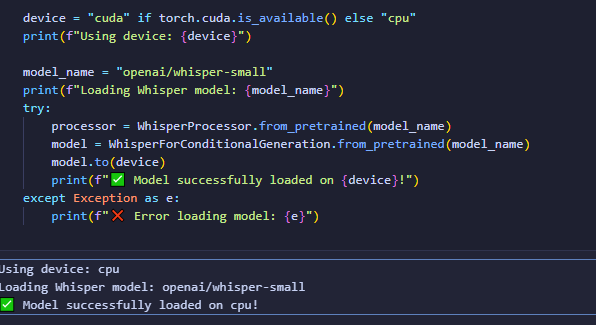 device = "cuda" if torch.cuda.is_available() else "cpu"
print(f"Using device: {device}")

model_name = "openai/whisper-small"
print(f"Loading Whisper model: {model_name}")
try:
    processor = WhisperProcessor.from_pretrained(model_name)
    model = WhisperForConditionalGeneration.from_pretrained(model_name)
    model.to(device)
    print(f"✅ Model successfully loaded on {device}!")
except Exception as e:
    print(f"❌ Error loading model: {e}")

Using device: cpu
Loading Whisper model: openai/whisper-small
✅ Model successfully loaded on cpu!